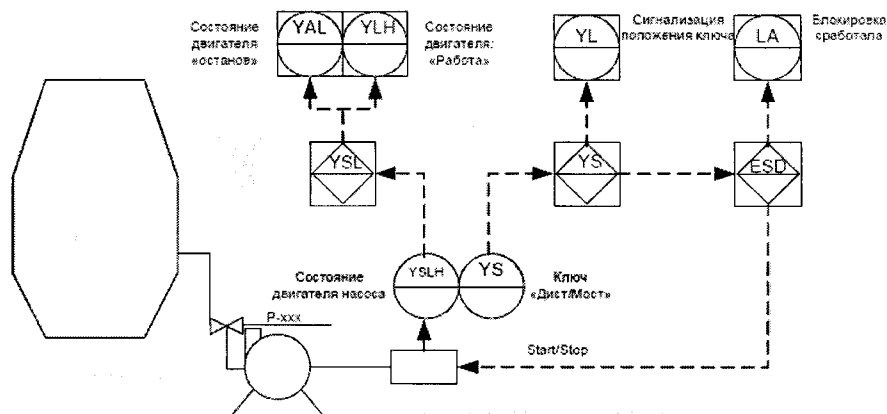 Состояние двигателя «останов»
YAL
YLH
Состояние двигателя: «Работа»
YL
Сигнализация положения ключа
LA
Блокировка сработала
YSL
YS
ESD
Состояние двигателя насоса
YSLH
YS
Ключ «Дист/Мост»
P-xxx
Start/Stop